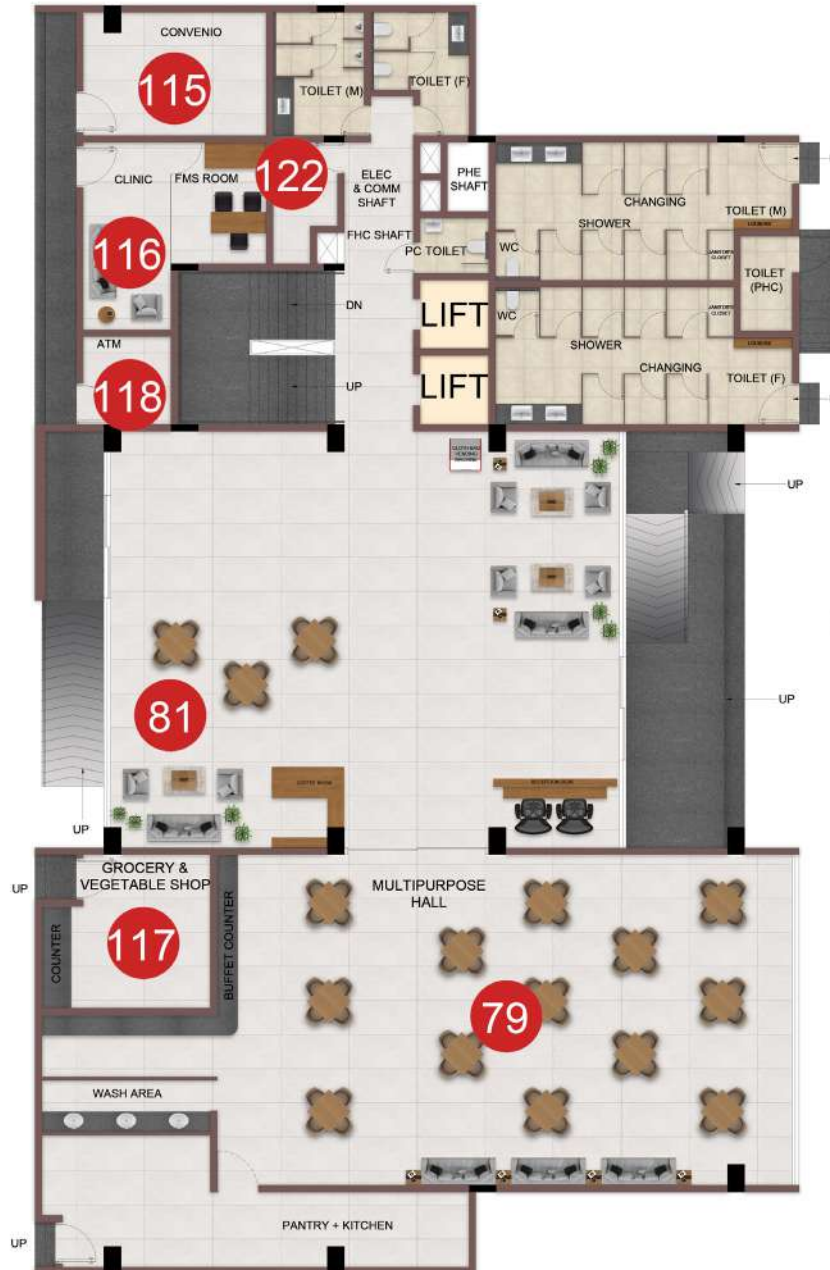 CONVENIO
115
TOILET (M)
TOILET (F)
CLINIC
FMS ROOM
122
ELEC
& COMM
SHAFT
PHE
SHAFT
CHANGING
TOILET (M)
SHOWER
116
FHC SHAFT
PC TOILET
WC
TOILET
(PHC)
DN
LIFT
WC
SHOWER
ATM
118
UP
LIFT
CHANGING
TOILET (F)
UP
81
UP
UP
UP
GROCERY &
VEGETABLE SHOP
117
COUNTER
BUFFET COUNTER
MULTIPURPOSE
HALL
79
WASH AREA
PANTRY + KITCHEN
UP